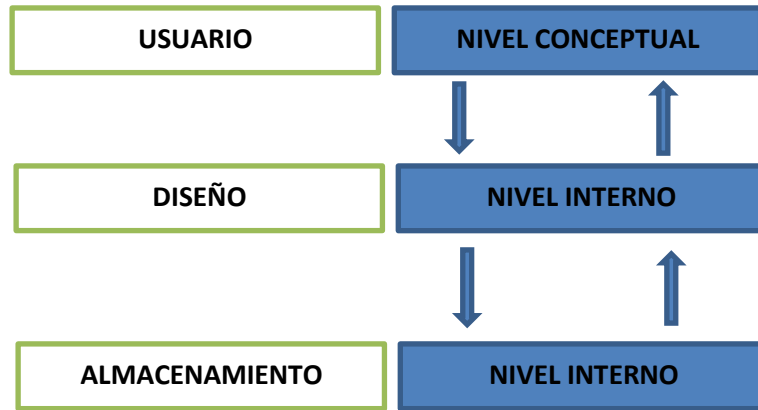 USUARIO
NIVEL CONCEPTUAL
DISEÑO
NIVEL INTERNO
ALMACENAMIENTO
NIVEL INTERNO